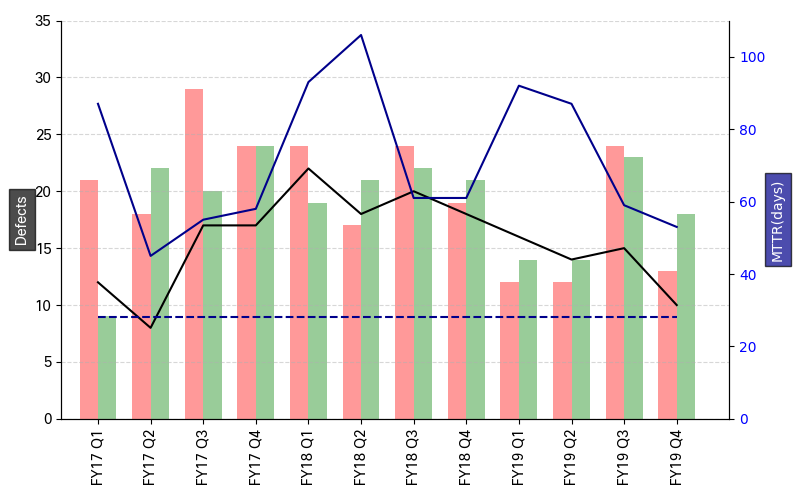 35
30
25
20
15
10
5
0
Defects
100
80
60
40
20
0
MTTR(days)
FY17 Q1
FY17 Q2
FY17 Q3
FY17 Q4
FY18 Q1
FY18 Q2
FY18 Q3
FY18 Q4
FY19 Q1
FY19 Q2
FY19 Q3
FY19 Q4